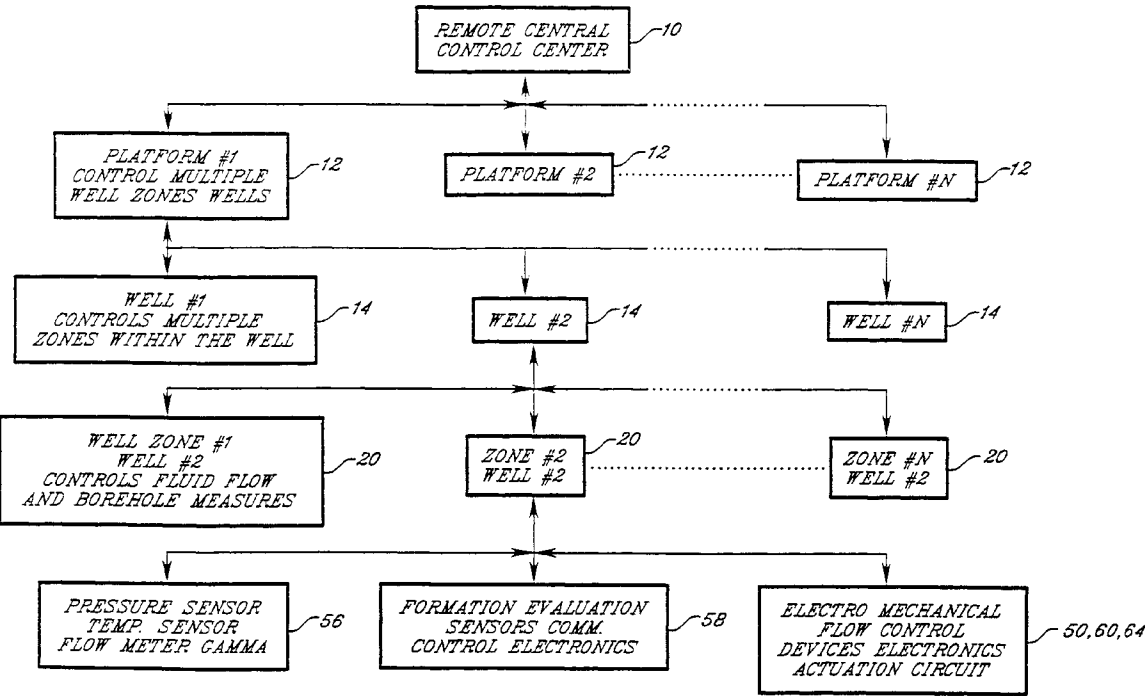 REMOTE CENTRAL
CONTROL CENTER
10
PLATFORM #1
CONTROL MULTIPLE
WELL ZONES WELLS
12
PLATFORM #2
12
PLATFORM #N
12
WELL #1
CONTROLS MULTIPLE
ZONES WITHIN THE WELL
14
WELL #2
14
WELL #N
14
WELL ZONE #1
WELL #2
CONTROLS FLUID FLOW
AND BOREHOLE MEASURES
20
ZONE #2
WELL #2
20
ZONE #N
WELL #2
20
PRESSURE SENSOR
TEMP. SENSOR
FLOW METER GAMMA
56
FORMATION EVALUATION
SENSORS COMM.
CONTROL ELECTRONICS
58
ELECTRO MECHANICAL
FLOW CONTROL
DEVICES ELECTRONICS
ACTUATION CIRCUIT
50,60,64